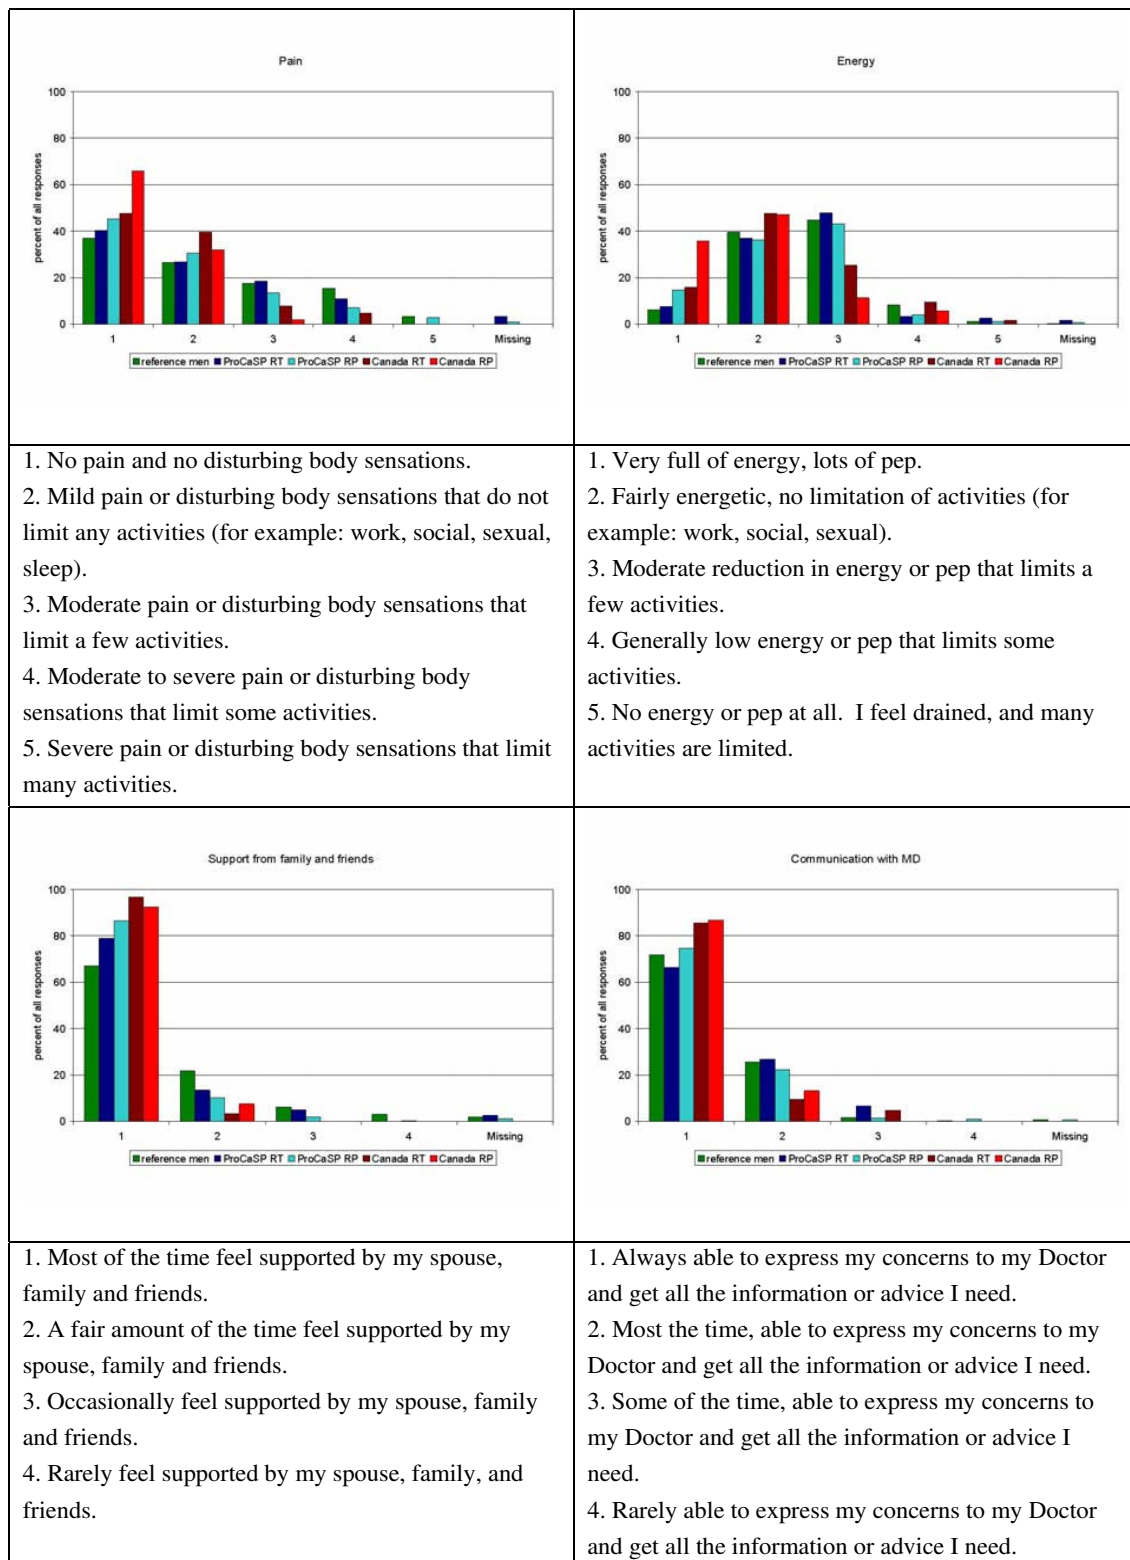 Pain
100
80
60
40
20
0
percent of all responses
1 2 3 4 5 Missing
reference men ProCaSP RT ProCaSP RP Canada RT Canada RP
Energy
100
80
60
40
20
0
percent of all responses
1 2 3 4 5 Missing
reference men ProCaSP RT ProCaSP RP Canada RT Canada RP
1. No pain and no disturbing body sensations.
2. Mild pain or disturbing body sensations that do not
limit any activities (for example: work, social, sexual,
sleep).
3. Moderate pain or disturbing body sensations that
limit a few activities.
4. Moderate to severe pain or disturbing body
sensations that limit some activities.
5. Severe pain or disturbing body sensations that limit
many activities.
1. Very full of energy, lots of pep.
2. Fairly energetic, no limitation of activities (for
example: work, social, sexual).
3. Moderate reduction in energy or pep that limits a
few activities.
4. Generally low energy or pep that limits some
activities.
5. No energy or pep at all.  I feel drained, and many
activities are limited.
Support from family and friends
100
80
60
40
20
0
percent of all responses
1 2 3 4 Missing
reference men ProCaSP RT ProCaSP RP Canada RT Canada RP
Communication with MD
100
80
60
40
20
0
percent of all responses
1 2 3 4 Missing
reference men ProCaSP RT ProCaSP RP Canada RT Canada RP
1. Most of the time feel supported by my spouse,
family and friends.
2. A fair amount of the time feel supported by my
spouse, family and friends.
3. Occasionally feel supported by my spouse, family
and friends.
4. Rarely feel supported by my spouse, family, and
friends.
1. Always able to express my concerns to my Doctor
and get all the information or advice I need.
2. Most the time, able to express my concerns to my
Doctor and get all the information or advice I need.
3. Some of the time, able to express my concerns to
my Doctor and get all the information or advice I
need.
4. Rarely able to express my concerns to my Doctor
and get all the information or advice I need.